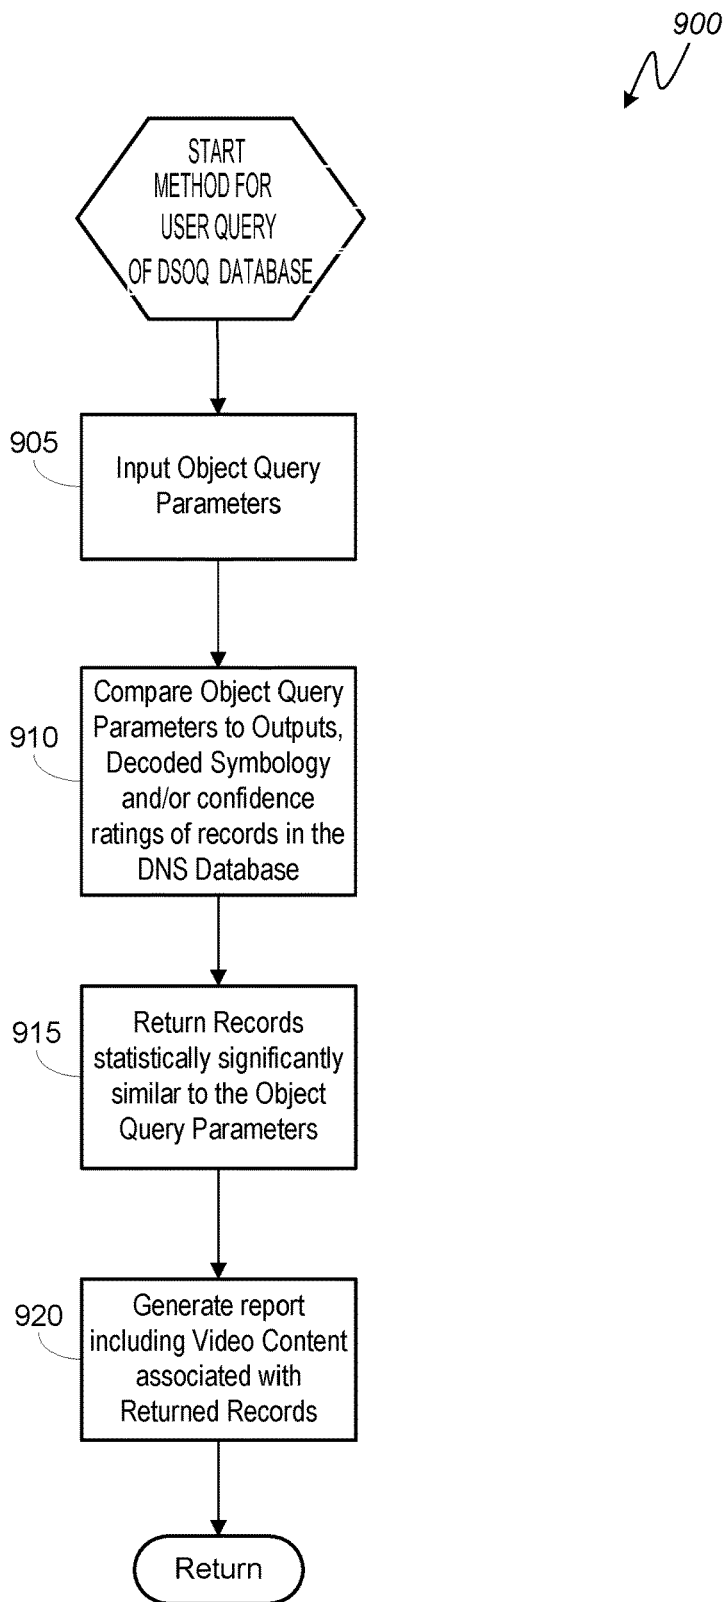 900
START
METHOD FOR
USER QUERY
OF DSOQ DATABASE
905
Input Object Query
Parameters
910
Compare Object Query
Parameters to Outputs,
Decoded Symbology
and/or confidence
ratings of records in the
DNS Database
915
Return Records
statistically significantly
similar to the Object
Query Parameters
920
Generate report
including Video Content
associated with
Returned Records
Return